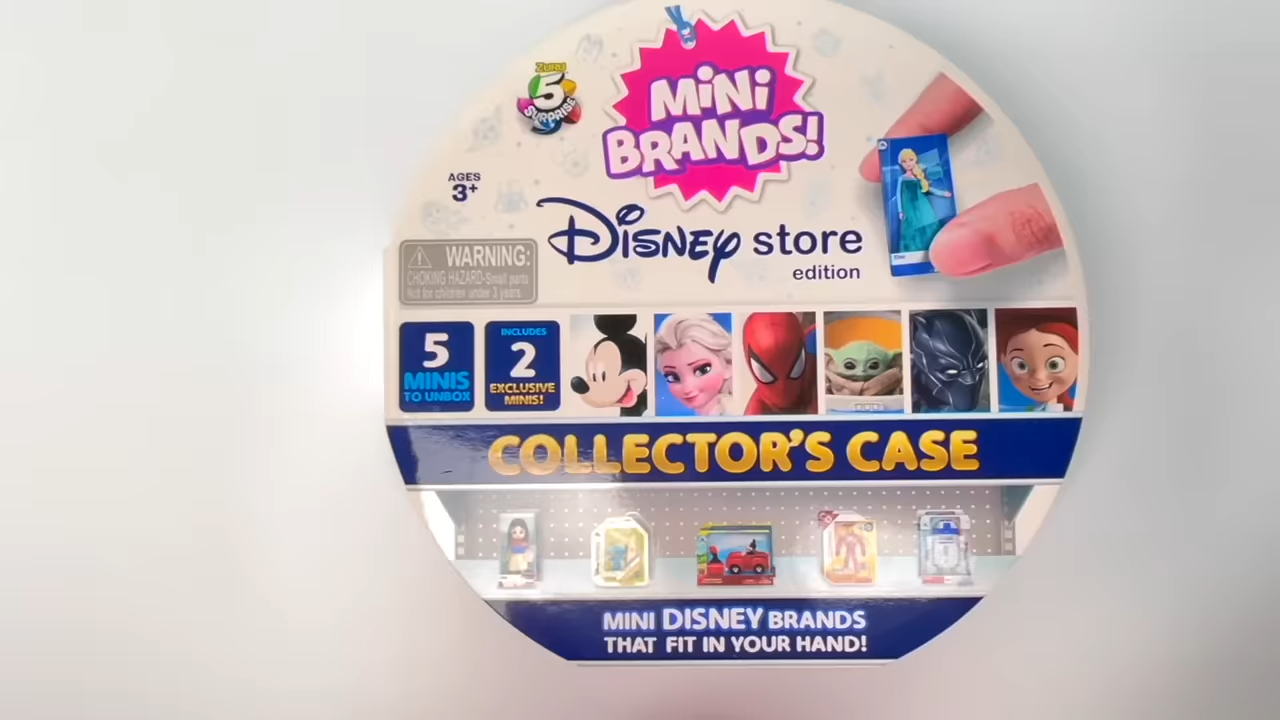 ZURU
5
SURPRISE
MiNi
BRANDS!
AGES
3+
Disney store
edition
WARNING:
CHOKING HAZARD-Small parts
Not for children under 3 years.
5
MINIS
TO UNBOX
INCLUDES
2
EXCLUSIVE
MINIS!
COLLECTOR'S CASE
MINI DISNEY BRANDS
THAT FIT IN YOUR HAND!